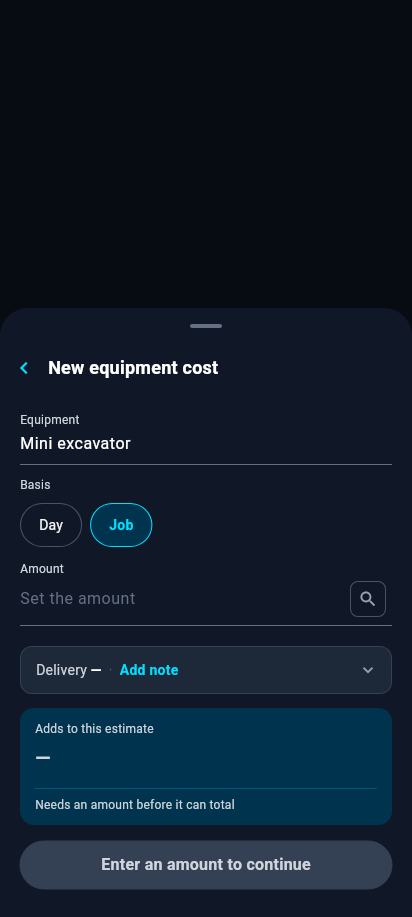 New equipment cost
Equipment
Mini excavator
Basis
Day
Job
Amount
Set the amount
Delivery — · Add note
Adds to this estimate
—
Needs an amount before it can total
Enter an amount to continue